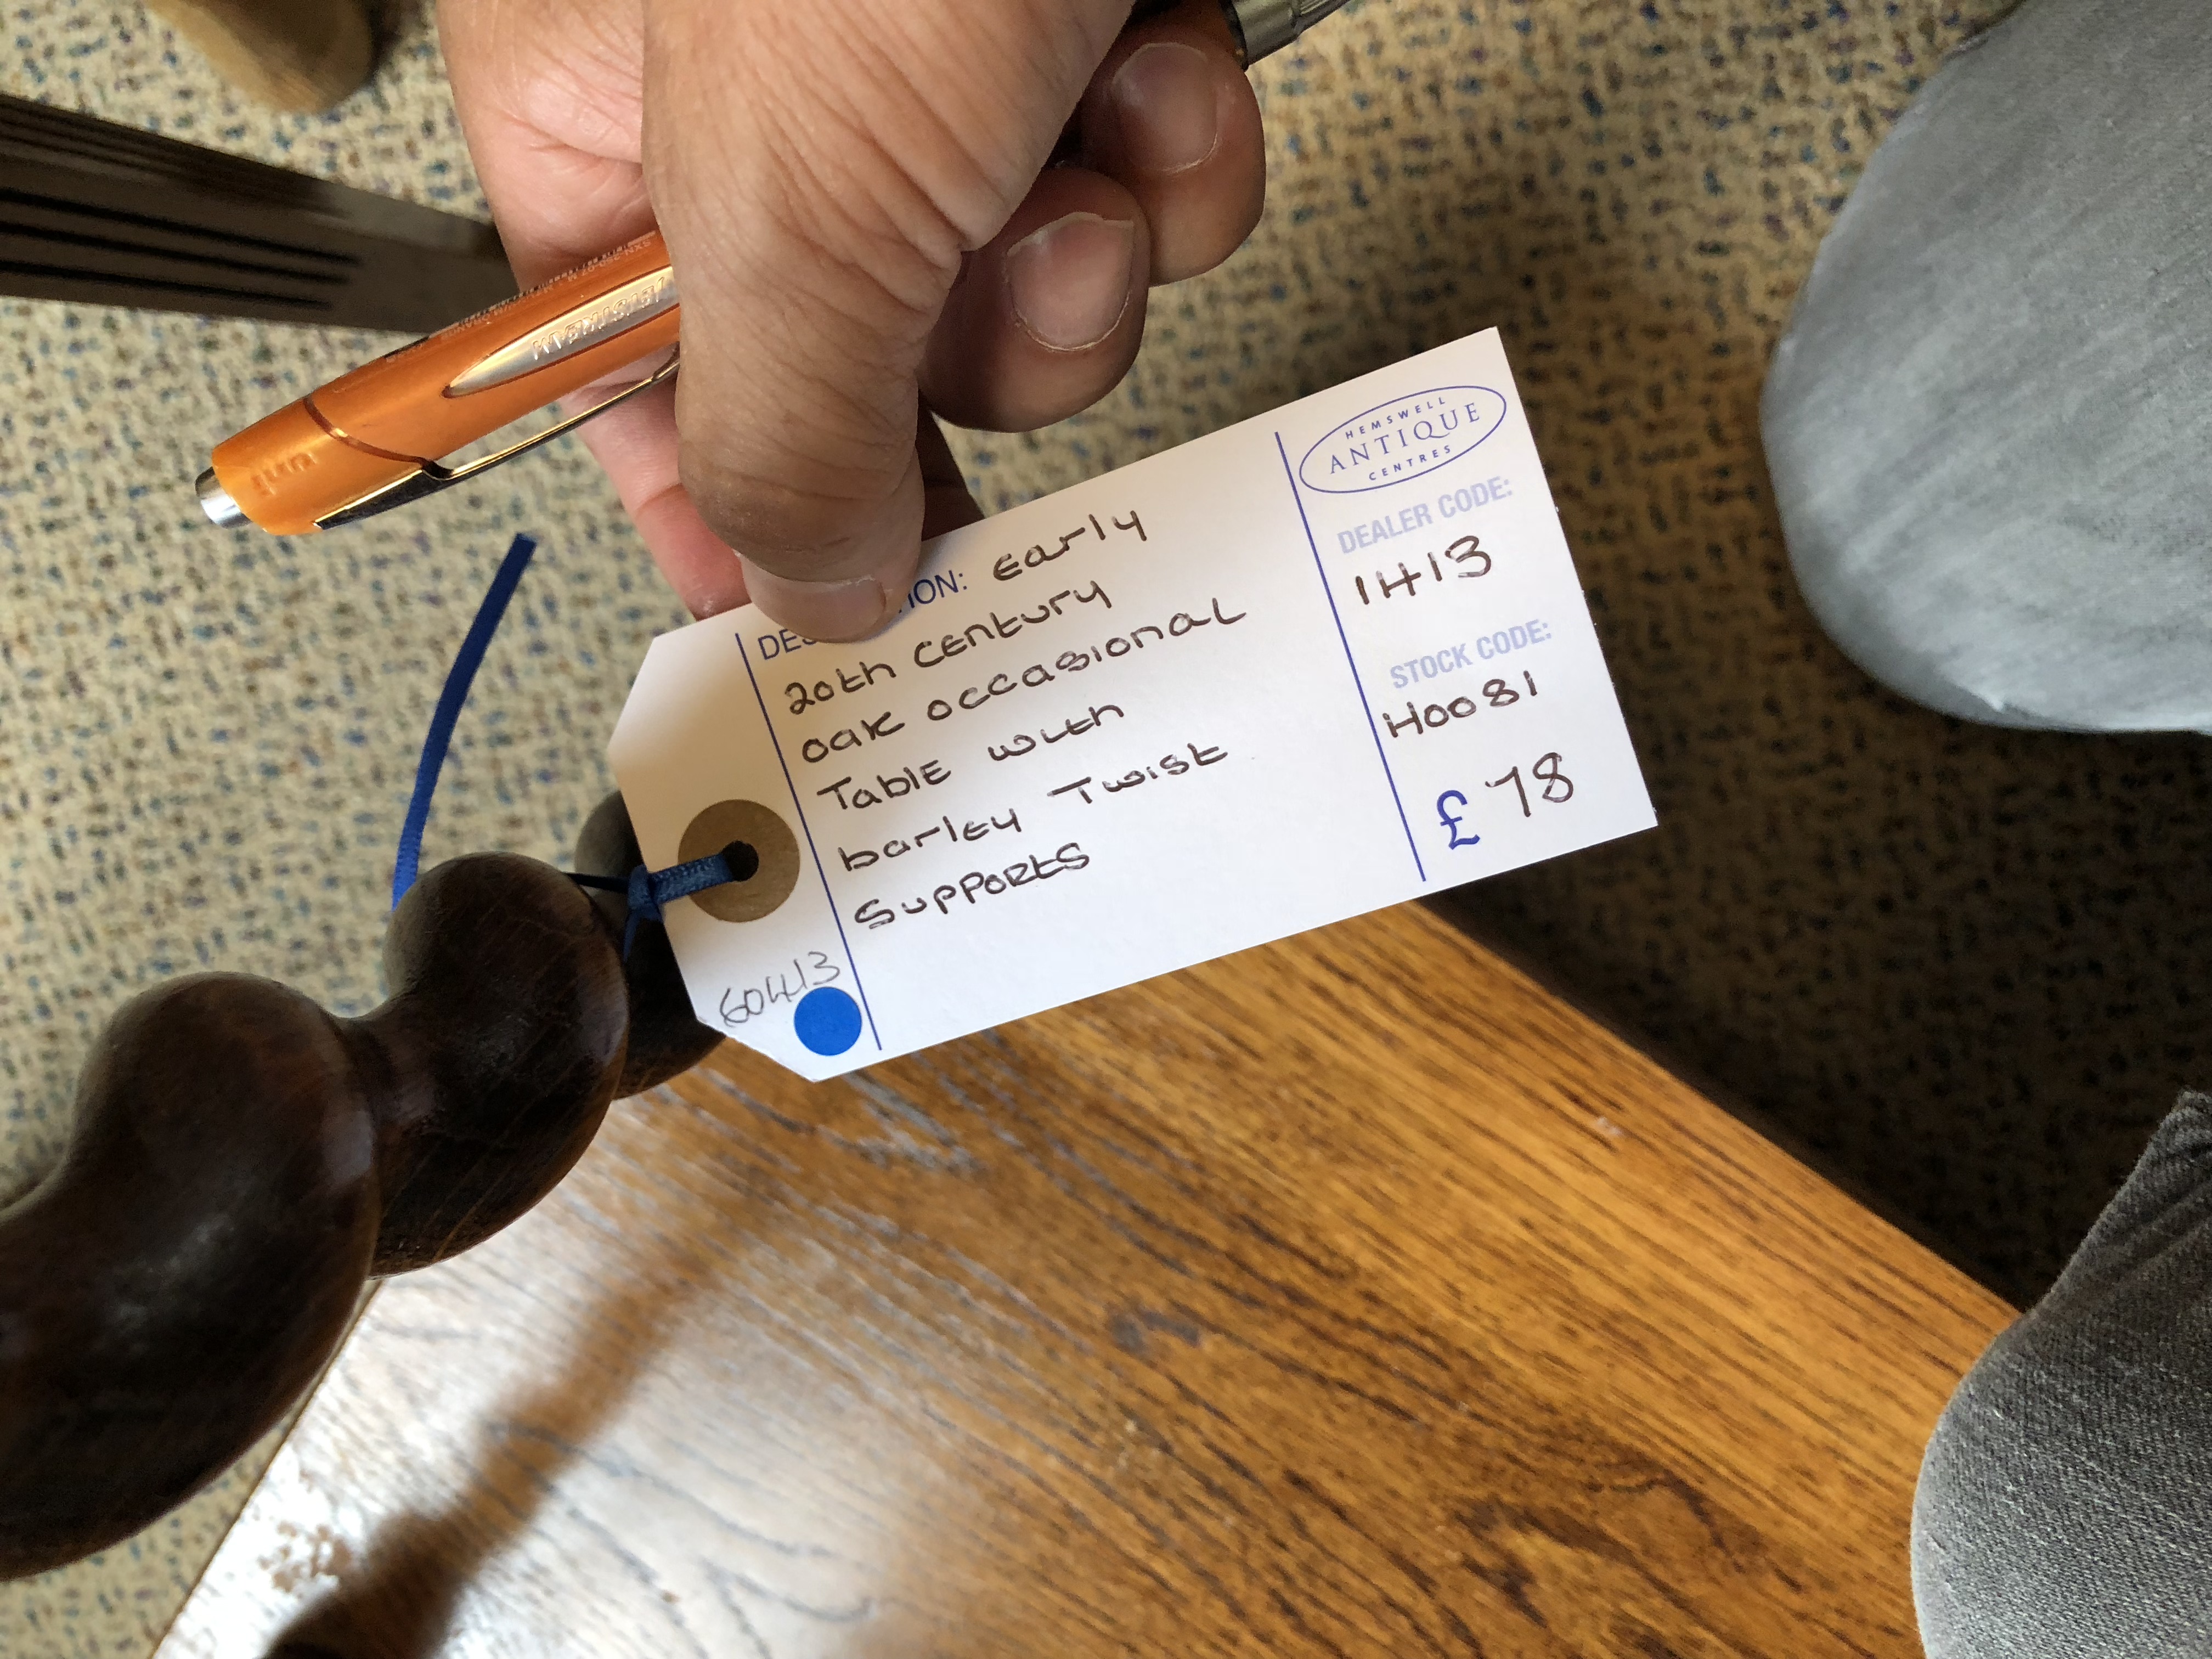 DES ION: Early
20th century
oak occasional
Table with
barley Twist
Supports
HEMSWELL
ANTIQUE
CENTRES
DEALER CODE:
1H13
STOCK CODE:
H0081
£ 78
60413